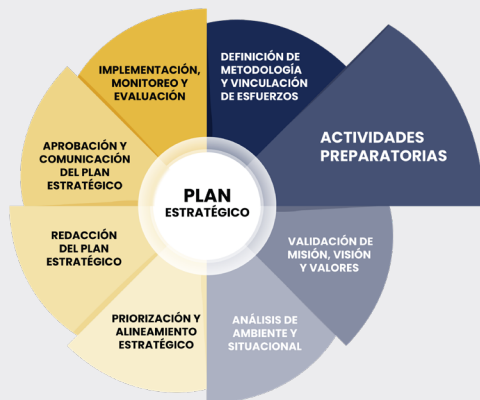 DEFINICIÓN DE
METODOLOGÍA
Y VINCULACIÓN
DE ESFUERZOS
ACTIVIDADES
PREPARATORIAS
VALIDACIÓN DE
MISIÓN, VISIÓN
Y VALORES
ANÁLISIS DE
AMBIENTE Y
SITUACIONAL
PRIORIZACIÓN Y
ALINEAMIENTO
ESTRATÉGICO
REDACCIÓN
DEL PLAN
ESTRATÉGICO
APROBACIÓN Y
COMUNICACIÓN
DEL PLAN
ESTRATÉGICO
IMPLEMENTACIÓN,
MONITOREO Y
EVALUACIÓN
PLAN
ESTRATÉGICO